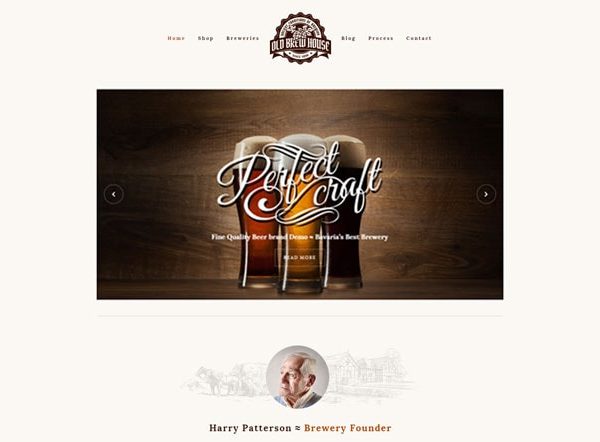 Home Shop Breweries Blog Process Contact
OLD BREW HOUSE
Perfect
craft
Fine Quality Beer brand Demo ≈ Bavaria's Best Brewery
READ MORE
Harry Patterson ≈ Brewery Founder